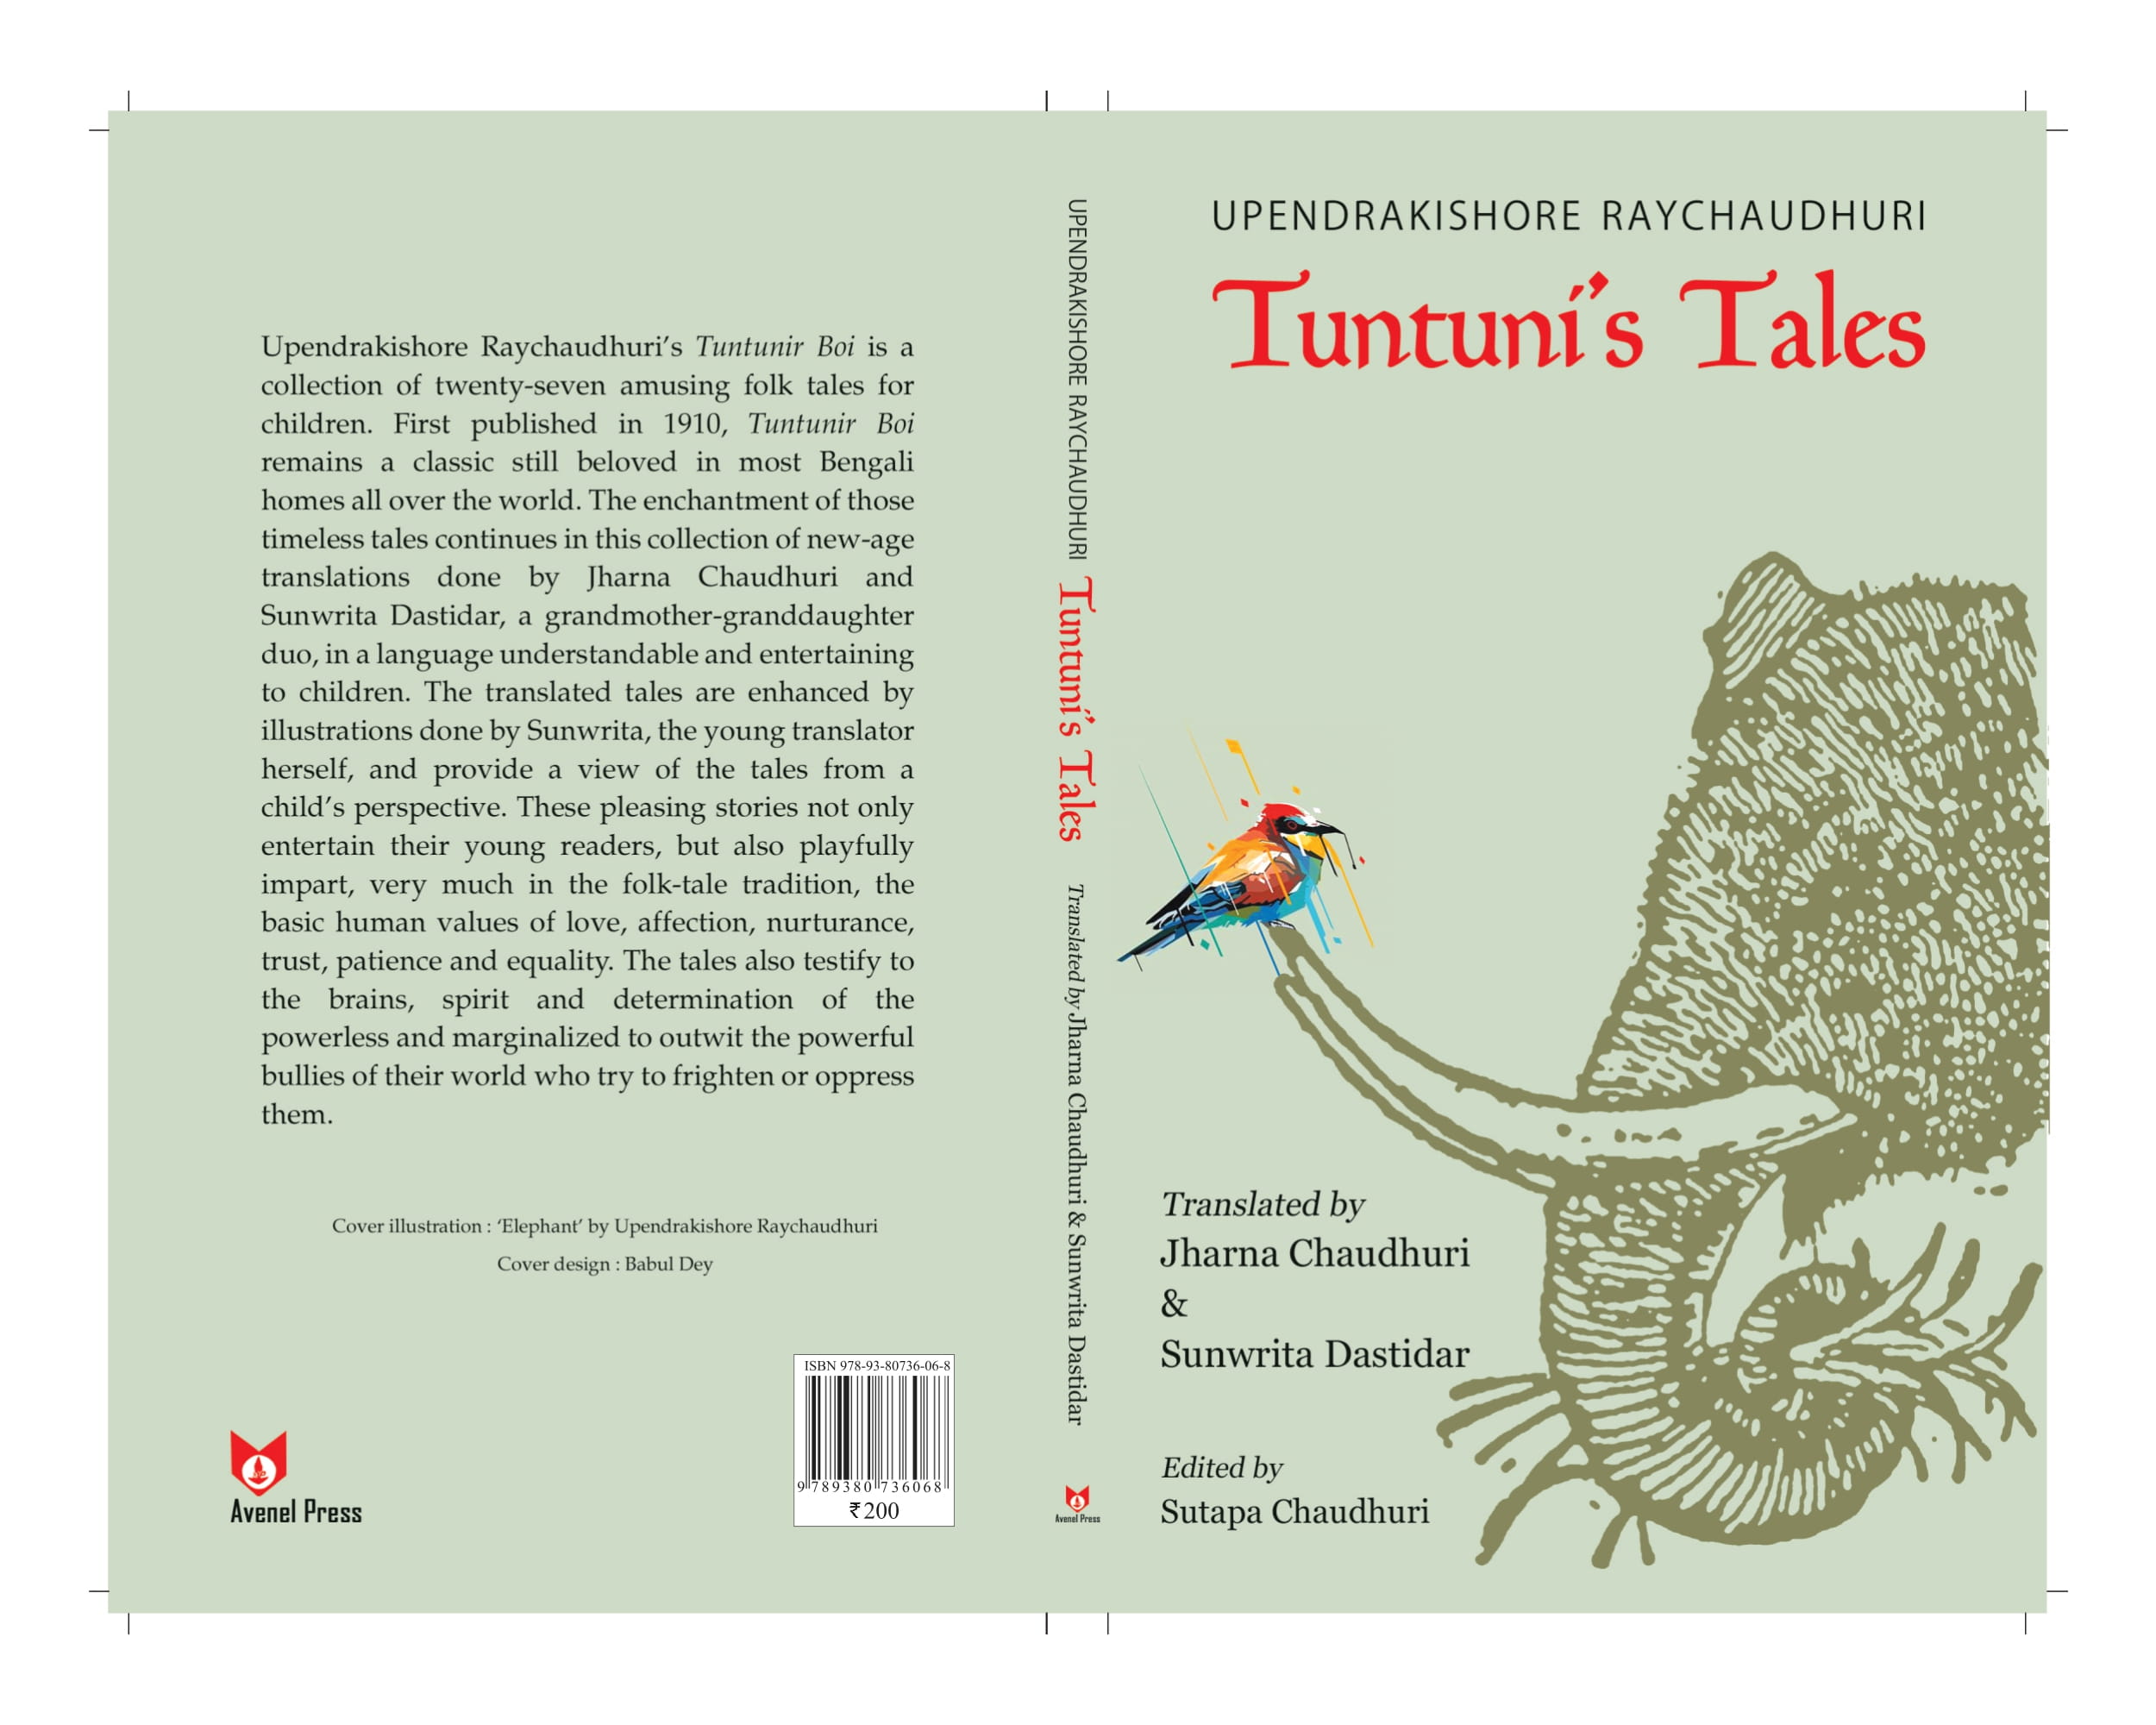 Upendrakishore Raychaudhuri’s Tuntunir Boi is a
collection of twenty-seven amusing folk tales for
children. First published in 1910, Tuntunir Boi
remains a classic still beloved in most Bengali
homes all over the world. The enchantment of those
timeless tales continues in this collection of new-age
translations done by Jharna Chaudhuri and
Sunwrita Dastidar, a grandmother-granddaughter
duo, in a language understandable and entertaining
to children. The translated tales are enhanced by
illustrations done by Sunwrita, the young translator
herself, and provide a view of the tales from a
child’s perspective. These pleasing stories not only
entertain their young readers, but also playfully
impart, very much in the folk-tale tradition, the
basic human values of love, affection, nurturance,
trust, patience and equality. The tales also testify to
the brains, spirit and determination of the
powerless and marginalized to outwit the powerful
bullies of their world who try to frighten or oppress
them.
Cover illustration : ‘Elephant’ by Upendrakishore Raychaudhuri
Cover design : Babul Dey
Avenel Press
ISBN 978-93-80736-06-8
9 789380 736068
₹200
UPENDRAKISHORE RAYCHAUDHURI Tuntuni’s Tales Translated by Jharna Chaudhuri & Sunwrita Dastidar
Avenel Press
UPENDRAKISHORE RAYCHAUDHURI
Tuntuni’s Tales
Translated by
Jharna Chaudhuri
&
Sunwrita Dastidar
Edited by
Sutapa Chaudhuri